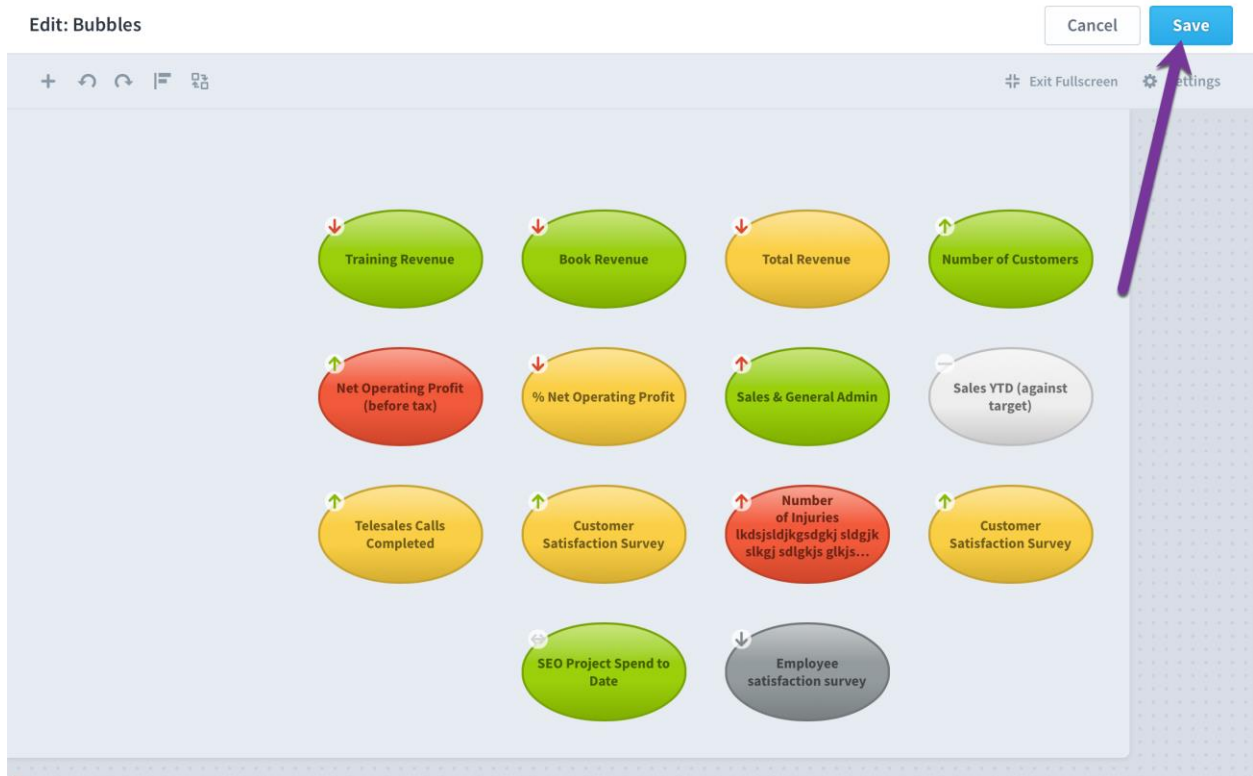 Edit: Bubbles
Cancel
Save
Exit Fullscreen
ettings
Training Revenue
Book Revenue
Total Revenue
Number of Customers
Net Operating Profit
(before tax)
% Net Operating Profit
Sales & General Admin
Sales YTD (against
target)
Telesales Calls
Completed
Customer
Satisfaction Survey
Number
of Injuries
lkdsjsldjkgsdgkj sldgjk
slkgj sdlgkjs glkjs...
Customer
Satisfaction Survey
SEO Project Spend to
Date
Employee
satisfaction survey